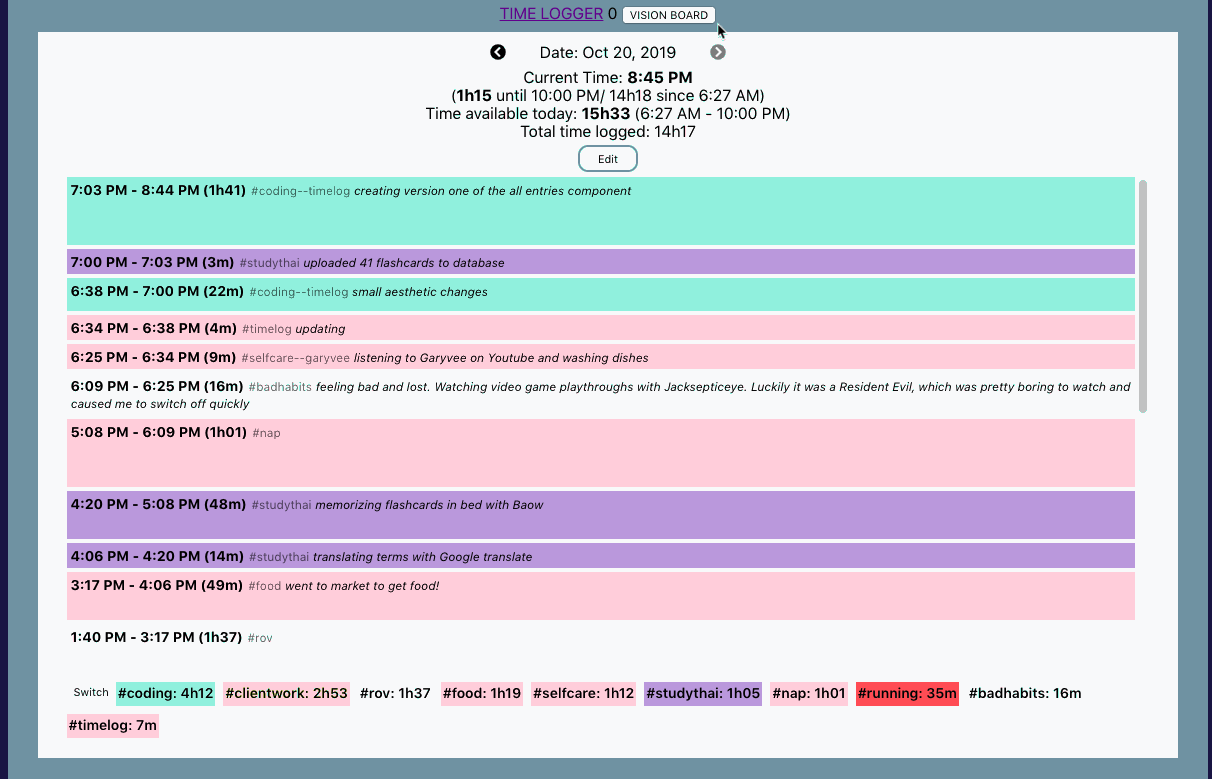 TIME LOGGER 0 VISION BOARD
Date: Oct 20, 2019
Current Time: 8:45 PM
(1h15 until 10:00 PM/ 14h18 since 6:27 AM)
Time available today: 15h33 (6:27 AM - 10:00 PM)
Total time logged: 14h17
Edit
7:03 PM - 8:44 PM (1h41) #coding--timelog creating version one of the all entries component
7:00 PM - 7:03 PM (3m) #studythai uploaded 41 flashcards to database
6:38 PM - 7:00 PM (22m) #coding--timelog small aesthetic changes
6:34 PM - 6:38 PM (4m) #timelog updating
6:25 PM - 6:34 PM (9m) #selfcare--garyvee listening to Garyvee on Youtube and washing dishes
6:09 PM - 6:25 PM (16m) #badhabits feeling bad and lost. Watching video game playthroughs with Jacksepticeye. Luckily it was a Resident Evil, which was pretty boring to watch and
caused me to switch off quickly
5:08 PM - 6:09 PM (1h01) #nap
4:20 PM - 5:08 PM (48m) #studythai memorizing flashcards in bed with Baow
4:06 PM - 4:20 PM (14m) #studythai translating terms with Google translate
3:17 PM - 4:06 PM (49m) #food went to market to get food!
1:40 PM - 3:17 PM (1h37) #rov
Switch #coding: 4h12 #clientwork: 2h53 #rov: 1h37 #food: 1h19 #selfcare: 1h12 #studythai: 1h05 #nap: 1h01 #running: 35m #badhabits: 16m
#timelog: 7m